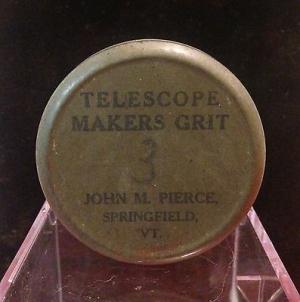 TELESCOPE
MAKERS GRIT
3
JOHN M. PIERCE,
SPRINGFIELD,
VT.